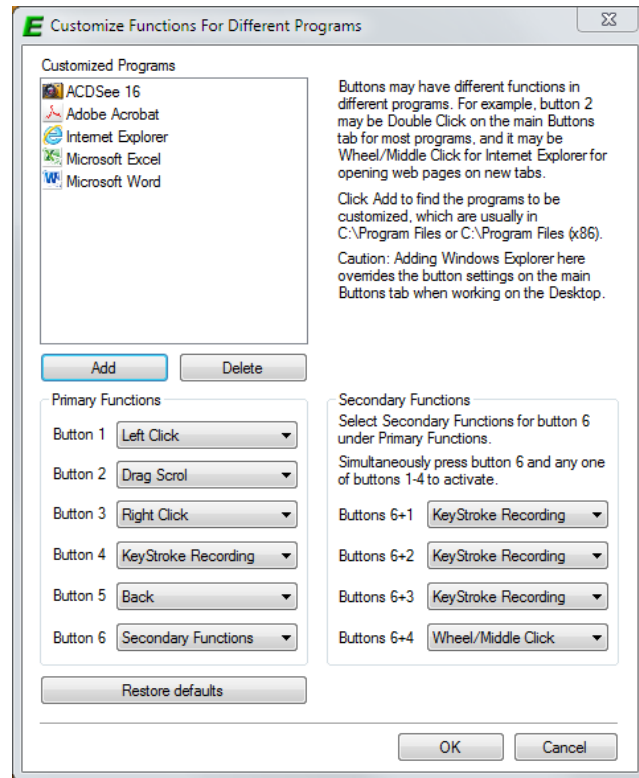 Customize Functions For Different Programs
Customized Programs
ACDSee 16
Adobe Acrobat
Internet Explorer
Microsoft Excel
Microsoft Word
Buttons may have different functions in
different programs. For example, button 2
may be Double Click on the main Buttons
tab for most programs, and it may be
Wheel/Middle Click for Internet Explorer for
opening web pages on new tabs.
Click Add to find the programs to be
customized, which are usually in
C:\Program Files or C:\Program Files (x86).
Caution: Adding Windows Explorer here
overrides the button settings on the main
Buttons tab when working on the Desktop.
Add Delete
Primary Functions
Button 1 Left Click
Button 2 Drag Scrol
Button 3 Right Click
Button 4 KeyStroke Recording
Button 5 Back
Button 6 Secondary Functions
Secondary Functions
Select Secondary Functions for button 6
under Primary Functions.
Simultaneously press button 6 and any one
of buttons 1-4 to activate.
Buttons 6+1 KeyStroke Recording
Buttons 6+2 KeyStroke Recording
Buttons 6+3 KeyStroke Recording
Buttons 6+4 Wheel/Middle Click
Restore defaults
OK Cancel